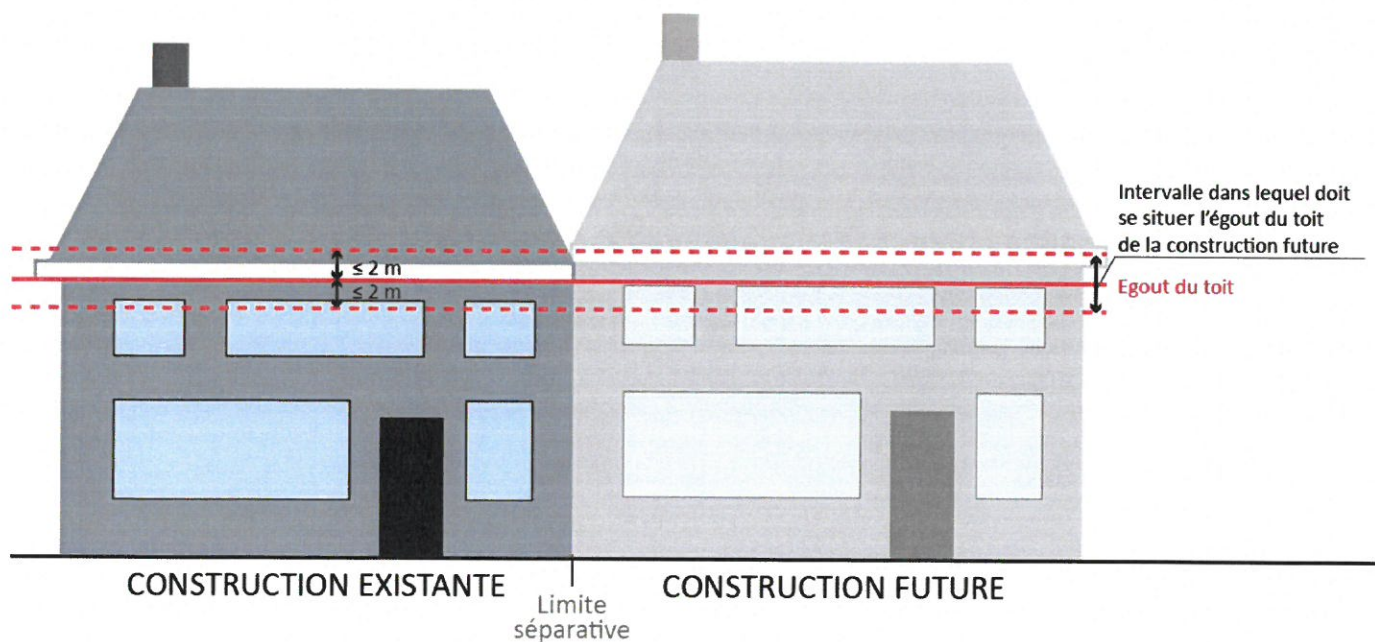 ≤ 2 m
≤ 2 m
Intervalle dans lequel doit
se situer l'égout du toit
de la construction future
Egout du toit
CONSTRUCTION EXISTANTE
CONSTRUCTION FUTURE
Limite
séparative